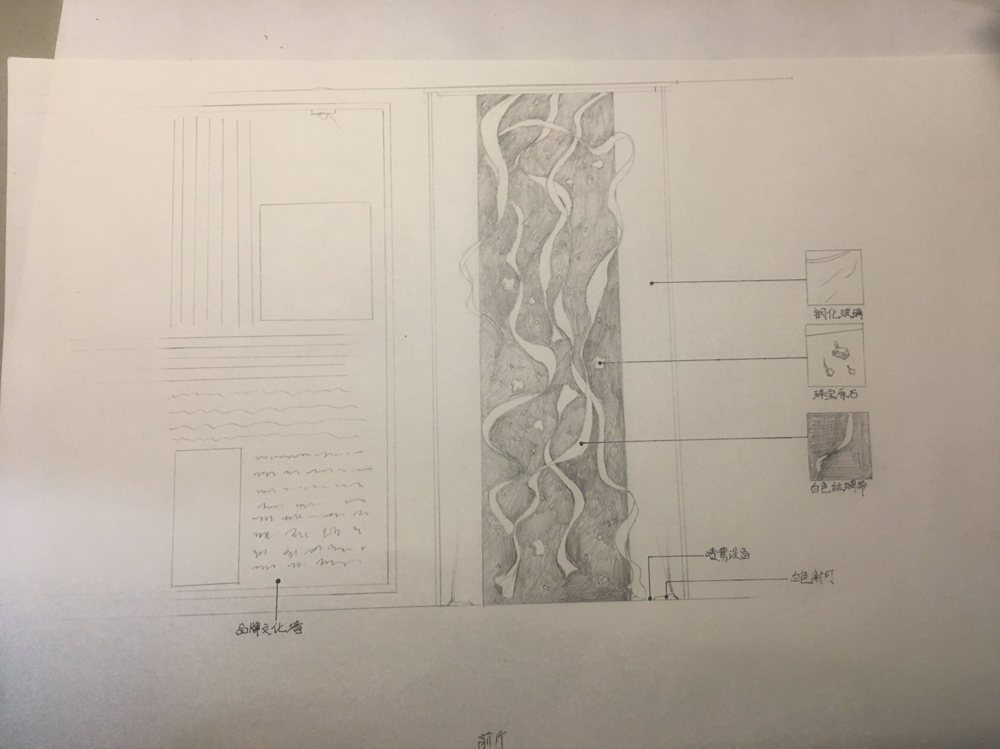 钢化玻璃
珠宝原石
白色丝绸带
喷雾设备
白色射灯
品牌文化墙
前厅